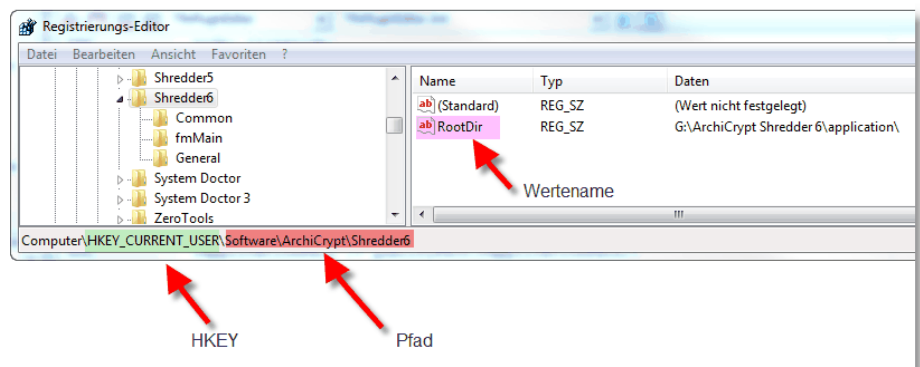 Registrierungs-Editor
Datei Bearbeiten Ansicht Favoriten ?
Shredder5
Shredder6
Common
fmMain
General
System Doctor
System Doctor 3
ZeroTools
Name Typ Daten
(Standard) REG_SZ (Wert nicht festgelegt)
RootDir REG_SZ G:\ArchiCrypt Shredder 6\application\
Wertename
Computer\HKEY_CURRENT_USER\Software\ArchiCrypt\Shredder6
HKEY Pfad